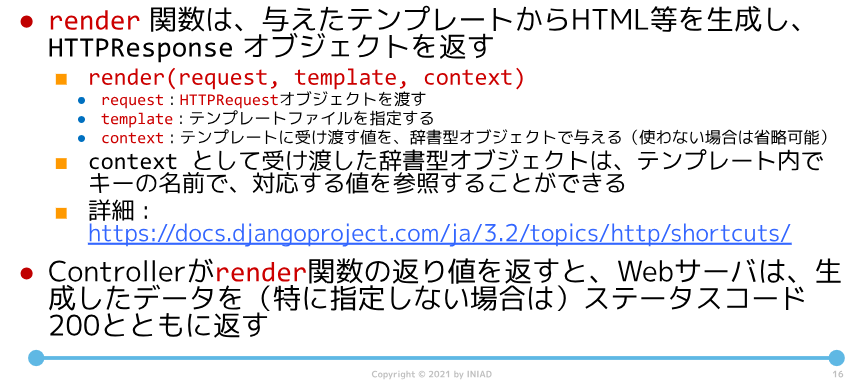 ● render 関数は、与えたテンプレートからHTML等を生成し、
HTTPResponse オブジェクトを返す
■ render(request, template, context)
● request：HTTPRequestオブジェクトを渡す
● template：テンプレートファイルを指定する
● context：テンプレートに受け渡す値を、辞書型オブジェクトで与える（使わない場合は省略可能）
■ context として受け渡した辞書型オブジェクトは、テンプレート内で
キーの名前で、対応する値を参照することができる
■ 詳細：
https://docs.djangoproject.com/ja/3.2/topics/http/shortcuts/
● Controllerがrender関数の返り値を返すと、Webサーバは、生
成したデータを（特に指定しない場合は）ステータスコード
200とともに返す
Copyright © 2021 by INIAD
16